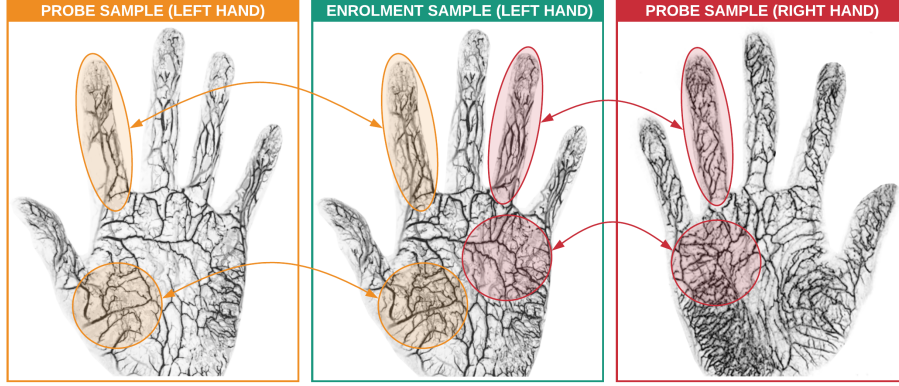 PROBE SAMPLE (LEFT HAND)
ENROLMENT SAMPLE (LEFT HAND)
PROBE SAMPLE (RIGHT HAND)